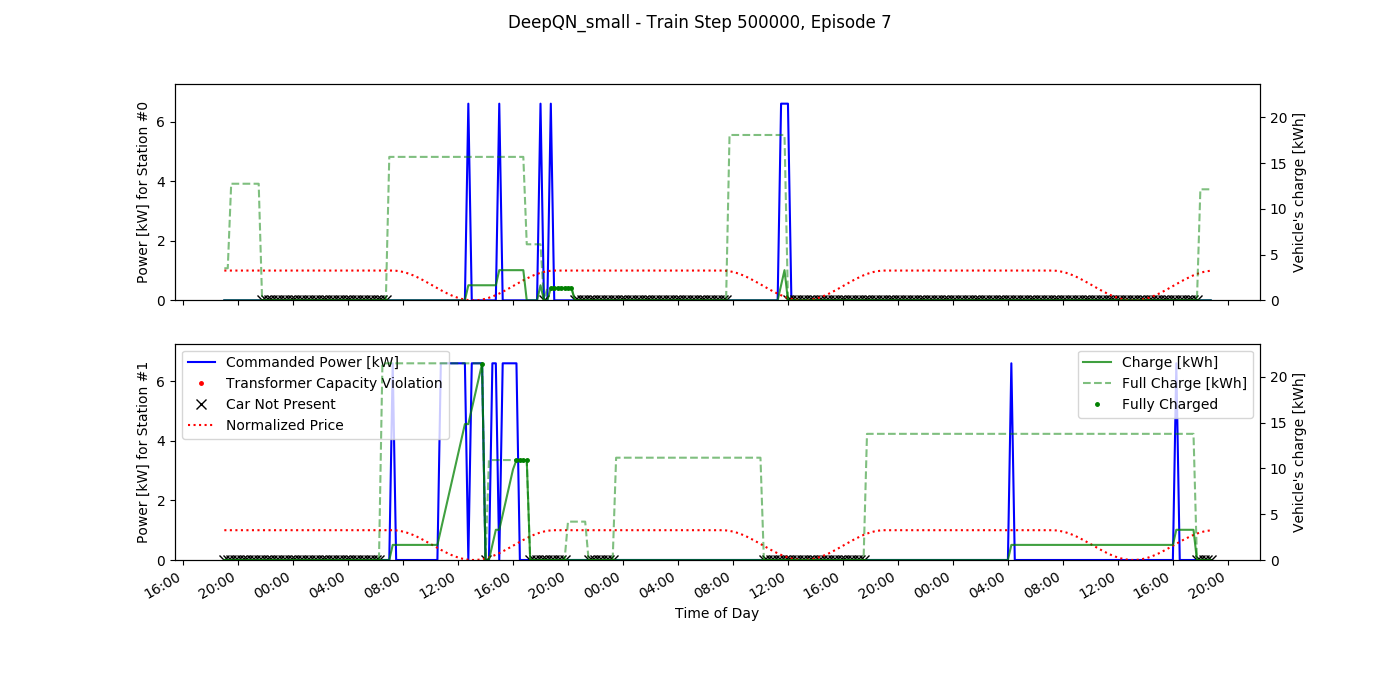 DeepQN_small - Train Step 500000, Episode 7
Power [kW] for Station #0
0
2
4
6
0
5
10
15
20
Vehicle's charge [kWh]
Power [kW] for Station #1
0
2
4
6
Commanded Power [kW]
Transformer Capacity Violation
Car Not Present
Normalized Price
Charge [kWh]
Full Charge [kWh]
Fully Charged
0
5
10
15
20
Vehicle's charge [kWh]
16:00 20:00 00:00 04:00 08:00 12:00 16:00 20:00 00:00 04:00 08:00 12:00 16:00 20:00 00:00 04:00 08:00 12:00 16:00 20:00
Time of Day